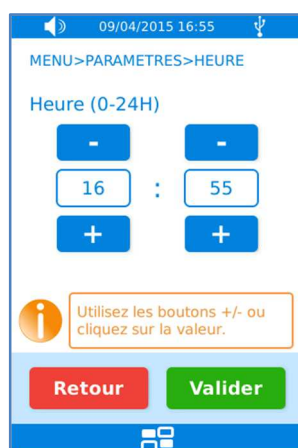 09/04/2015 16:55
MENU>PARAMETRES>HEURE
Heure (0-24H)
- -
16 : 55
+ +
i
Utilisez les boutons +/- ou
cliquez sur la valeur.
Retour Valider